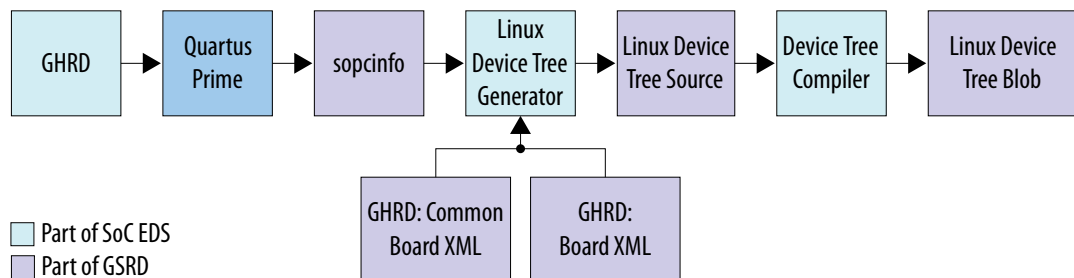 GHRD
Quartus
Prime
sopcinfo
Linux
Device Tree
Generator
Linux Device
Tree Source
Device Tree
Compiler
Linux Device
Tree Blob
GHRD: Common
Board XML
GHRD:
Board XML
Part of SoC EDS
Part of GSRD